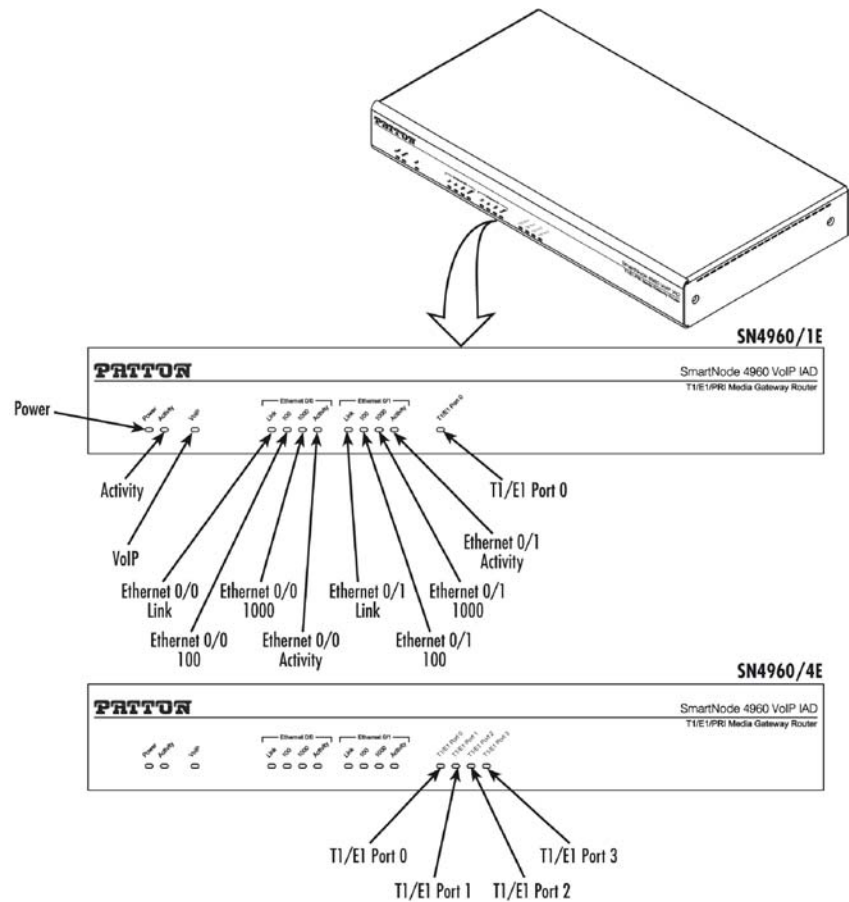 PATTON
SN4960/1E
PATTON
SmartNode 4960 VoIP IAD
T1/E1/PRI Media Gateway Router
Ethernet 0/0
Ethernet 0/1
Power
Activity
VoIP
Link
100
1000
Activity
Link
100
1000
Activity
T1/E1 Port 0
Power
Activity
VoIP
Ethernet 0/0
Link
Ethernet 0/0
100
Ethernet 0/0
1000
Ethernet 0/0
Activity
Ethernet 0/1
Link
Ethernet 0/1
100
Ethernet 0/1
1000
Ethernet 0/1
Activity
T1/E1 Port 0
SN4960/4E
PATTON
SmartNode 4960 VoIP IAD
T1/E1/PRI Media Gateway Router
Ethernet 0/0
Ethernet 0/1
Power
Activity
VoIP
Link
100
1000
Activity
Link
100
1000
Activity
T1/E1 Port 0
T1/E1 Port 1
T1/E1 Port 2
T1/E1 Port 3
T1/E1 Port 0
T1/E1 Port 1
T1/E1 Port 2
T1/E1 Port 3